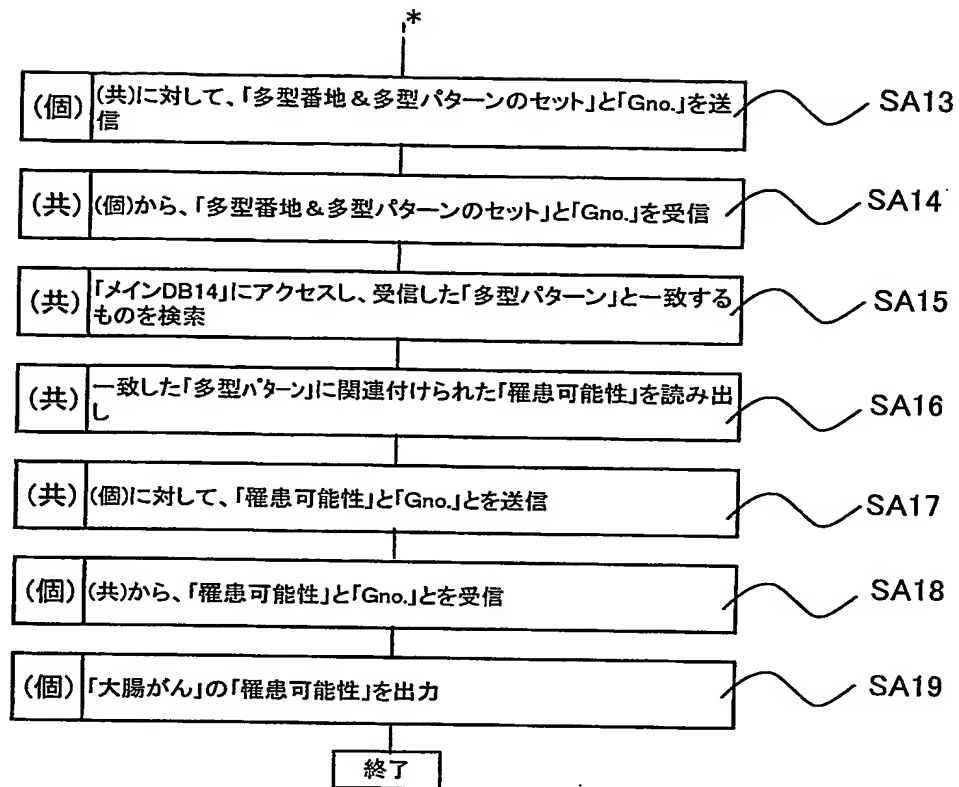 *
(個) (共)に対して、「多型番地&多型パターンのセット」と「Gno.」を送
信
SA13
(共) (個)から、「多型番地&多型パターンのセット」と「Gno.」を受信
SA14
(共) 「メインDB14」にアクセスし、受信した「多型パターン」と一致する
ものを検索
SA15
(共) 一致した「多型パターン」に関連付けられた「罹患可能性」を読み出
し
SA16
(共) (個)に対して、「罹患可能性」と「Gno.」とを送信
SA17
(個) (共)から、「罹患可能性」と「Gno.」とを受信
SA18
(個) 「大腸がん」の「罹患可能性」を出力
SA19
終了